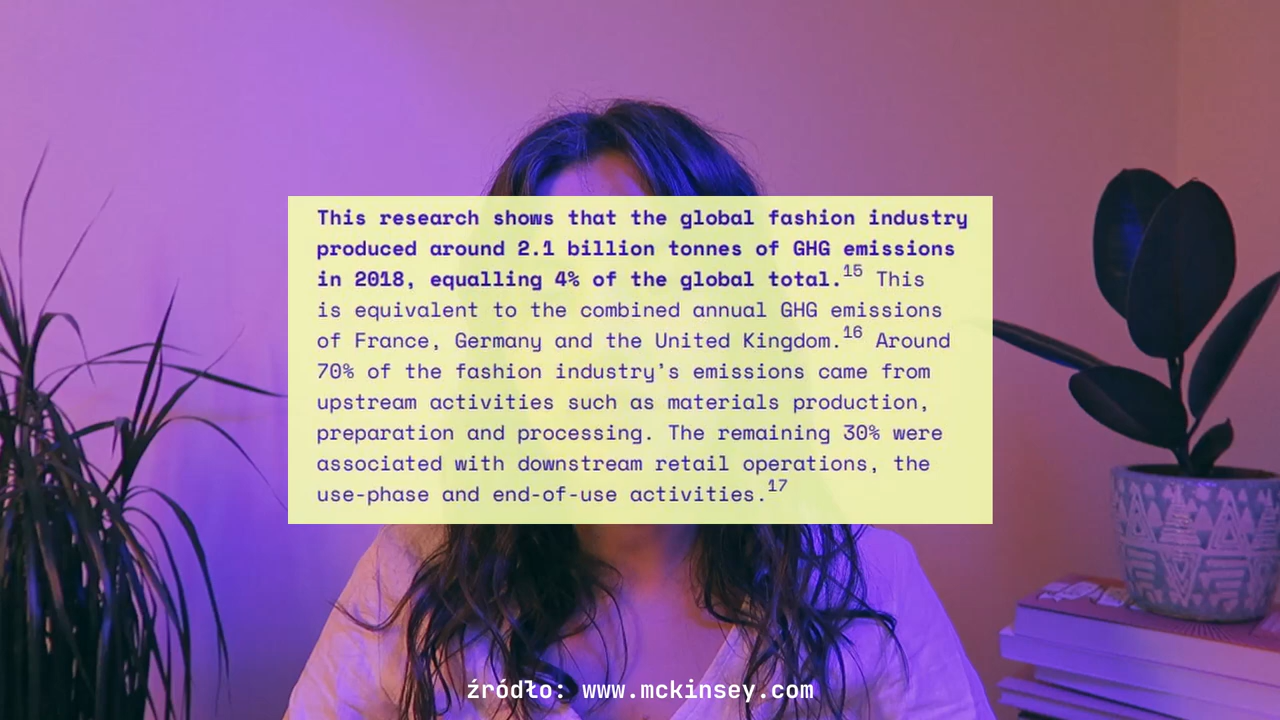 This research shows that the global fashion industry
produced around 2.1 billion tonnes of GHG emissions
in 2018, equalling 4% of the global total.15 This
is equivalent to the combined annual GHG emissions
of France, Germany and the United Kingdom.16 Around
70% of the fashion industry’s emissions came from
upstream activities such as materials production,
preparation and processing. The remaining 30% were
associated with downstream retail operations, the
use-phase and end-of-use activities.17
źródło: www.mckinsey.com